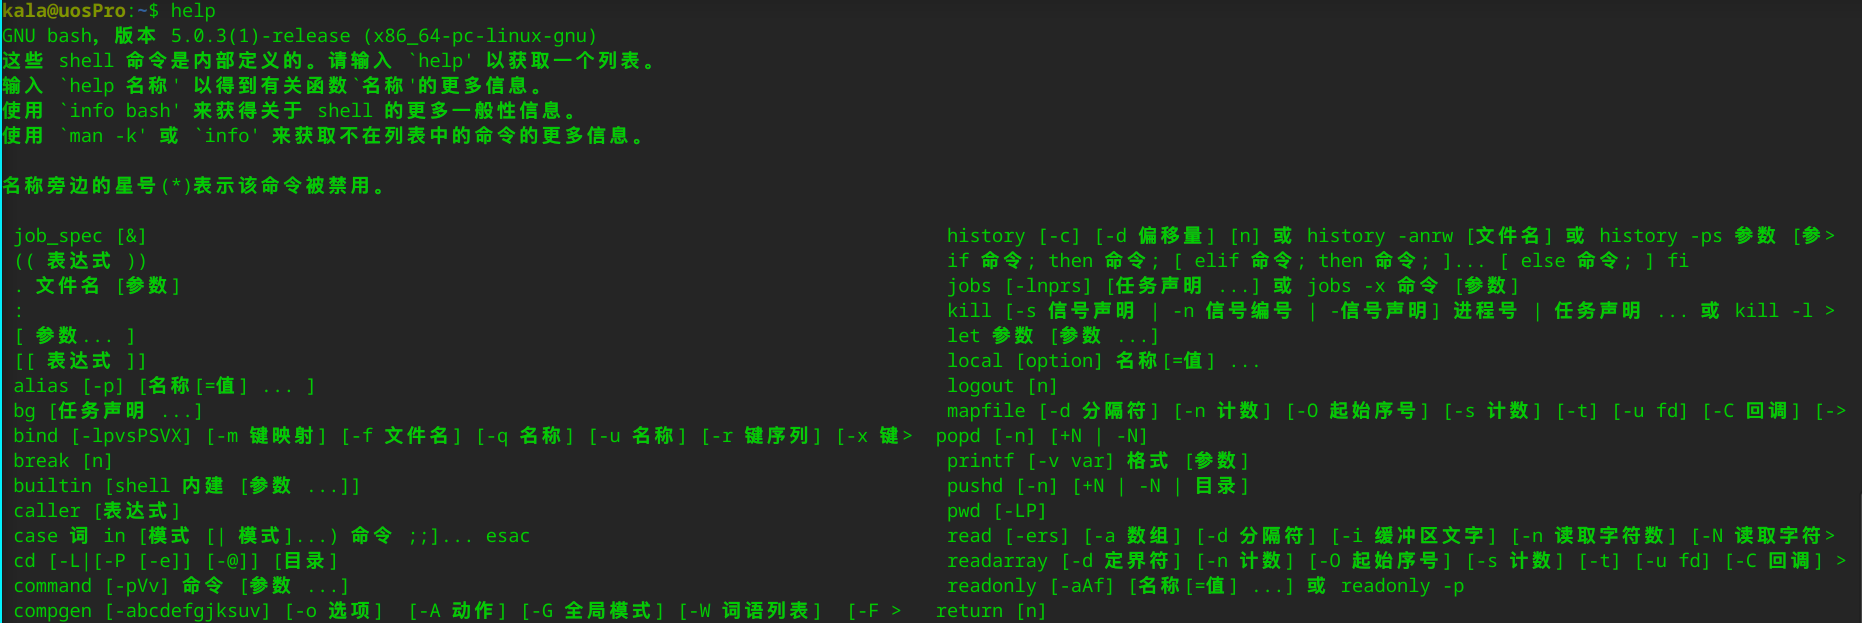 kala@uosPro:~$ help
GNU bash, 版本 5.0.3(1)-release (x86_64-pc-linux-gnu)
这些 shell 命令是内部定义的。请输入 `help' 以获取一个列表。
输入 `help 名称' 以得到有关函数`名称'的更多信息。
使用 `info bash' 来获得关于 shell 的更多一般性信息。
使用 `man -k' 或 `info' 来获取不在列表中的命令的更多信息。
名称旁边的星号(*)表示该命令被禁用。
job_spec [&]
(( 表达式 ))
. 文件名 [参数]
:
[ 参数... ]
[[ 表达式 ]]
alias [-p] [名称[=值] ... ]
bg [任务声明 ...]
bind [-lpvsPSVX] [-m 键映射] [-f 文件名] [-q 名称] [-u 名称] [-r 键序列] [-x 键>
break [n]
builtin [shell 内建 [参数 ...]]
caller [表达式]
case 词 in [模式 [| 模式]...) 命令 ;;]... esac
cd [-L|[-P [-e]] [-@]] [目录]
command [-pVv] 命令 [参数 ...]
compgen [-abcdefgjksuv] [-o 选项]  [-A 动作] [-G 全局模式] [-W 词语列表]  [-F >
history [-c] [-d 偏移量] [n] 或 history -anrw [文件名] 或 history -ps 参数 [参>
if 命令; then 命令; [ elif 命令; then 命令; ]... [ else 命令; ] fi
jobs [-lnprs] [任务声明 ...] 或 jobs -x 命令 [参数]
kill [-s 信号声明 | -n 信号编号 | -信号声明] 进程号 | 任务声明 ... 或 kill -l >
let 参数 [参数 ...]
local [option] 名称[=值] ...
logout [n]
mapfile [-d 分隔符] [-n 计数] [-O 起始序号] [-s 计数] [-t] [-u fd] [-C 回调] [->
popd [-n] [+N | -N]
printf [-v var] 格式 [参数]
pushd [-n] [+N | -N | 目录]
pwd [-LP]
read [-ers] [-a 数组] [-d 分隔符] [-i 缓冲区文字] [-n 读取字符数] [-N 读取字符>
readarray [-d 定界符] [-n 计数] [-O 起始序号] [-s 计数] [-t] [-u fd] [-C 回调] >
readonly [-aAf] [名称[=值] ...] 或 readonly -p
return [n]